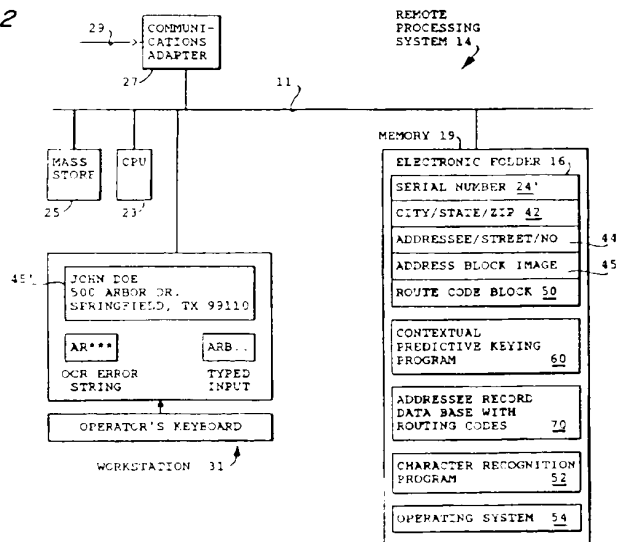 2
29
COMMUNI-
CATIONS
ADAPTER
27
REMOTE
PROCESSING
SYSTEM 14
11
MASS
STORE
25
CPU
23
MEMORY 19
ELECTRONIC FOLDER 16
SERIAL NUMBER 24'
CITY/STATE/ZIP 42
ADDRESSEE/STREET/NO
44
ADDRESS BLOCK IMAGE
45
ROUTE CODE BLOCK 50
45'
JOHN DOE
500 ARBOR DR.
SPRINGFIELD, TX 99110
AR***
OCR ERROR
STRING
ARB..
TYPED
INPUT
OPERATOR'S KEYBOARD
WORKSTATION 31
CONTEXTUAL
PREDICTIVE KEYING
PROGRAM 60
ADDRESSEE RECORD
DATA BASE WITH
ROUTING CODES 70
CHARACTER RECOGNITION
PROGRAM 52
OPERATING SYSTEM 54